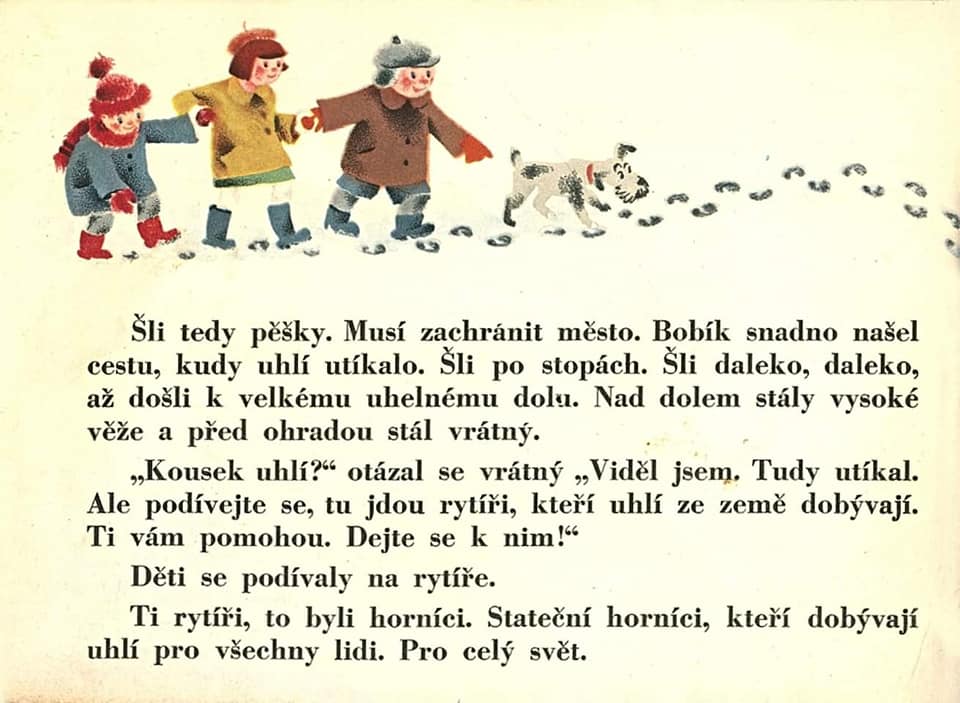 Šli tedy pěšky. Musí zachránit město. Bobík snadno našel
cestu, kudy uhlí utíkalo. Šli po stopách. Šli daleko, daleko,
až došli k velkému uhelnému dolu. Nad dolem stály vysoké
věže a před ohradou stál vrátný.
„Kousek uhlí?“ otázal se vrátný „Viděl jsem. Tudy utíkal.
Ale podívejte se, tu jdou rytíři, kteří uhlí ze země dobývají.
Ti vám pomohou. Dejte se k nim!“
Děti se podívaly na rytíře.
Ti rytíři, to byli horníci. Stateční horníci, kteří dobývají
uhlí pro všechny lidi. Pro celý svět.